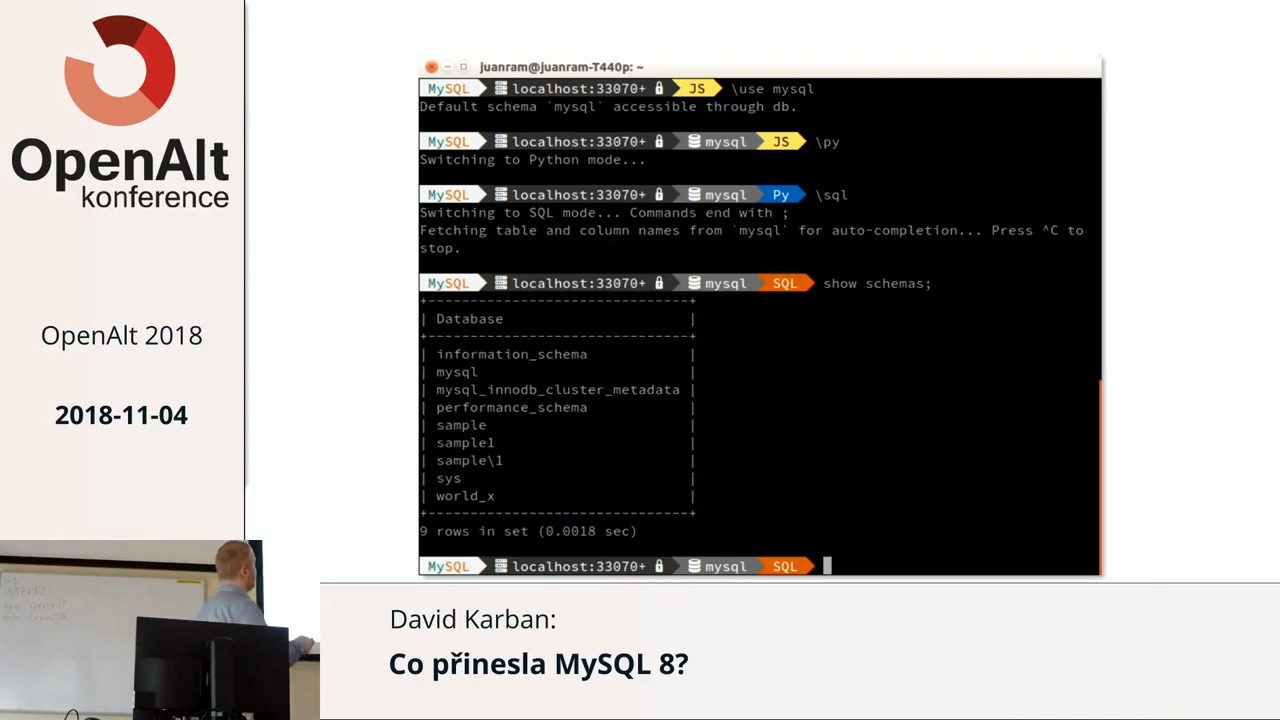 OpenAlt
konference
OpenAlt 2018
2018-11-04
juanram@juanram-T440p: ~
MySQL localhost:33070+ JS \use mysql
Default schema `mysql` accessible through db.
MySQL localhost:33070+ mysql JS \py
Switching to Python mode...
MySQL localhost:33070+ mysql Py \sql
Switching to SQL mode... Commands end with ;
Fetching table and column names from `mysql` for auto-completion... Press ^C to
stop.
MySQL localhost:33070+ mysql SQL show schemas;
+-------------------------------+
| Database |
+-------------------------------+
| information_schema |
| mysql |
| mysql_innodb_cluster_metadata |
| performance_schema |
| sample |
| sample1 |
| sample\1 |
| sys |
| world_x |
+-------------------------------+
9 rows in set (0.0018 sec)
MySQL localhost:33070+ mysql SQL
David Karban:
Co přinesla MySQL 8?